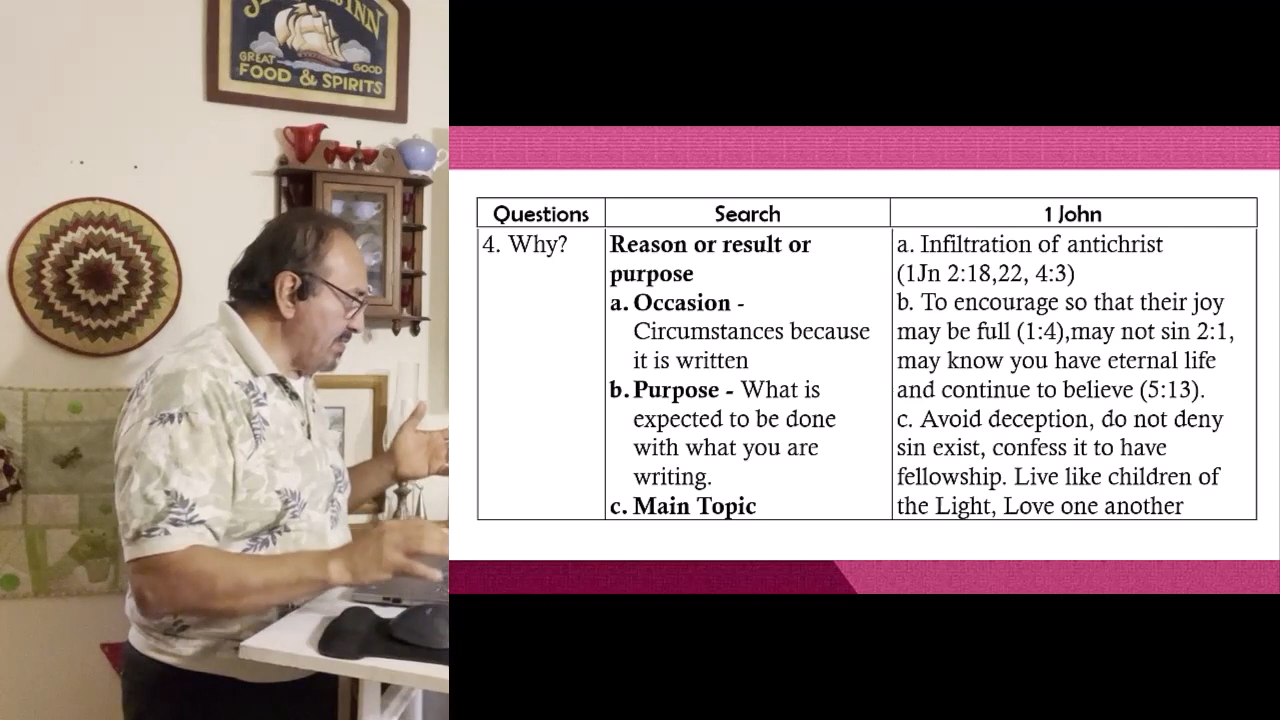 INN
GREAT GOOD
FOOD & SPIRITS
Questions Search 1 John
4. Why?
Reason or result or
purpose
a. Occasion -
Circumstances because
it is written
b. Purpose - What is
expected to be done
with what you are
writing.
c. Main Topic
a. Infiltration of antichrist
(1Jn 2:18,22, 4:3)
b. To encourage so that their joy
may be full (1:4),may not sin 2:1,
may know you have eternal life
and continue to believe (5:13).
c. Avoid deception, do not deny
sin exist, confess it to have
fellowship. Live like children of
the Light, Love one another